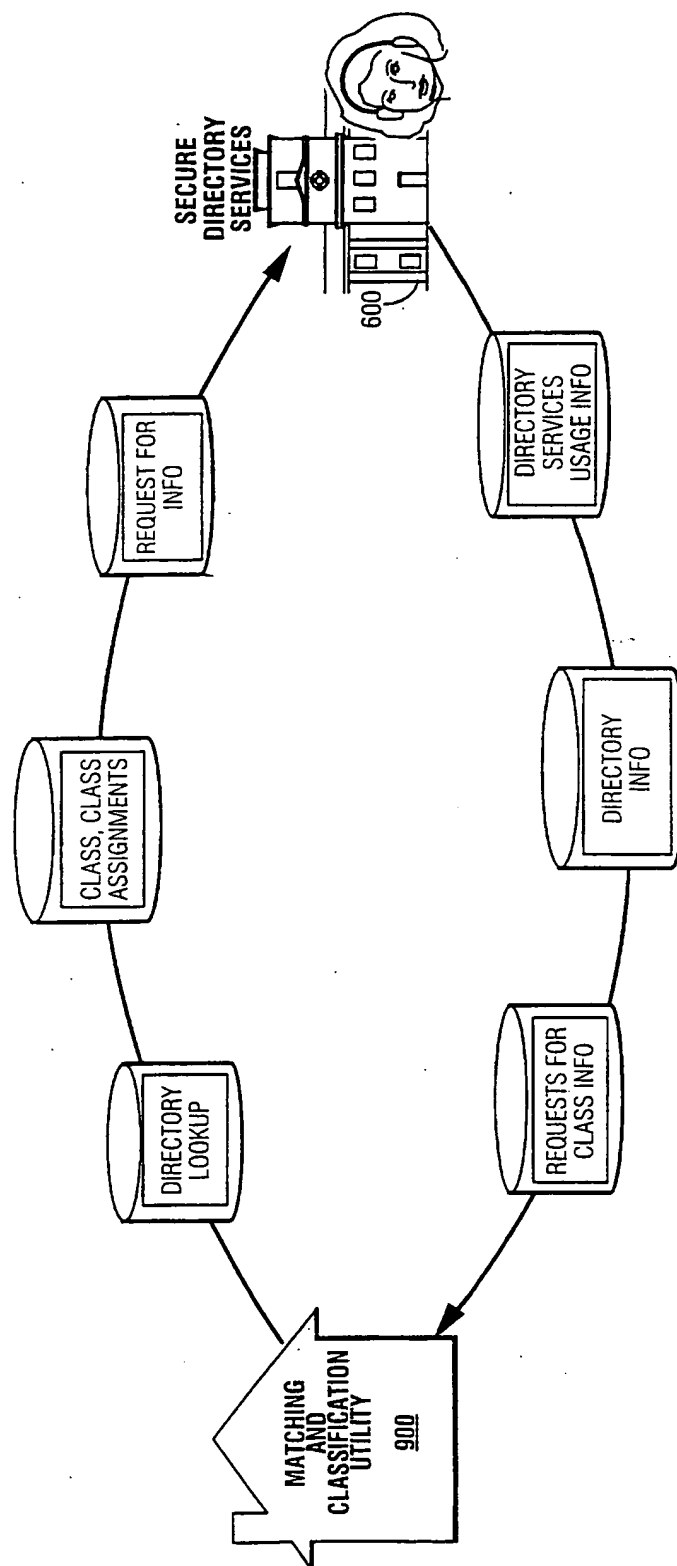 MATCHING
AND
CLASSIFICATION
UTILITY
900
DIRECTORY
LOOKUP
CLASS, CLASS
ASSIGNMENTS
REQUEST FOR
INFO
SECURE
DIRECTORY
SERVICES
600
DIRECTORY
SERVICES
USAGE INFO
DIRECTORY
INFO
REQUESTS FOR
CLASS INFO